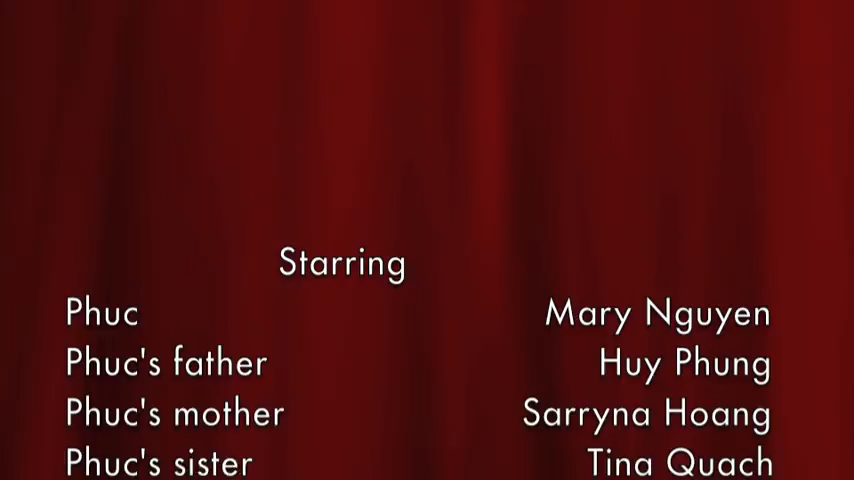 Starring
Phuc Mary Nguyen
Phuc's father Huy Phung
Phuc's mother Sarryna Hoang
Phuc's sister Tina Quach